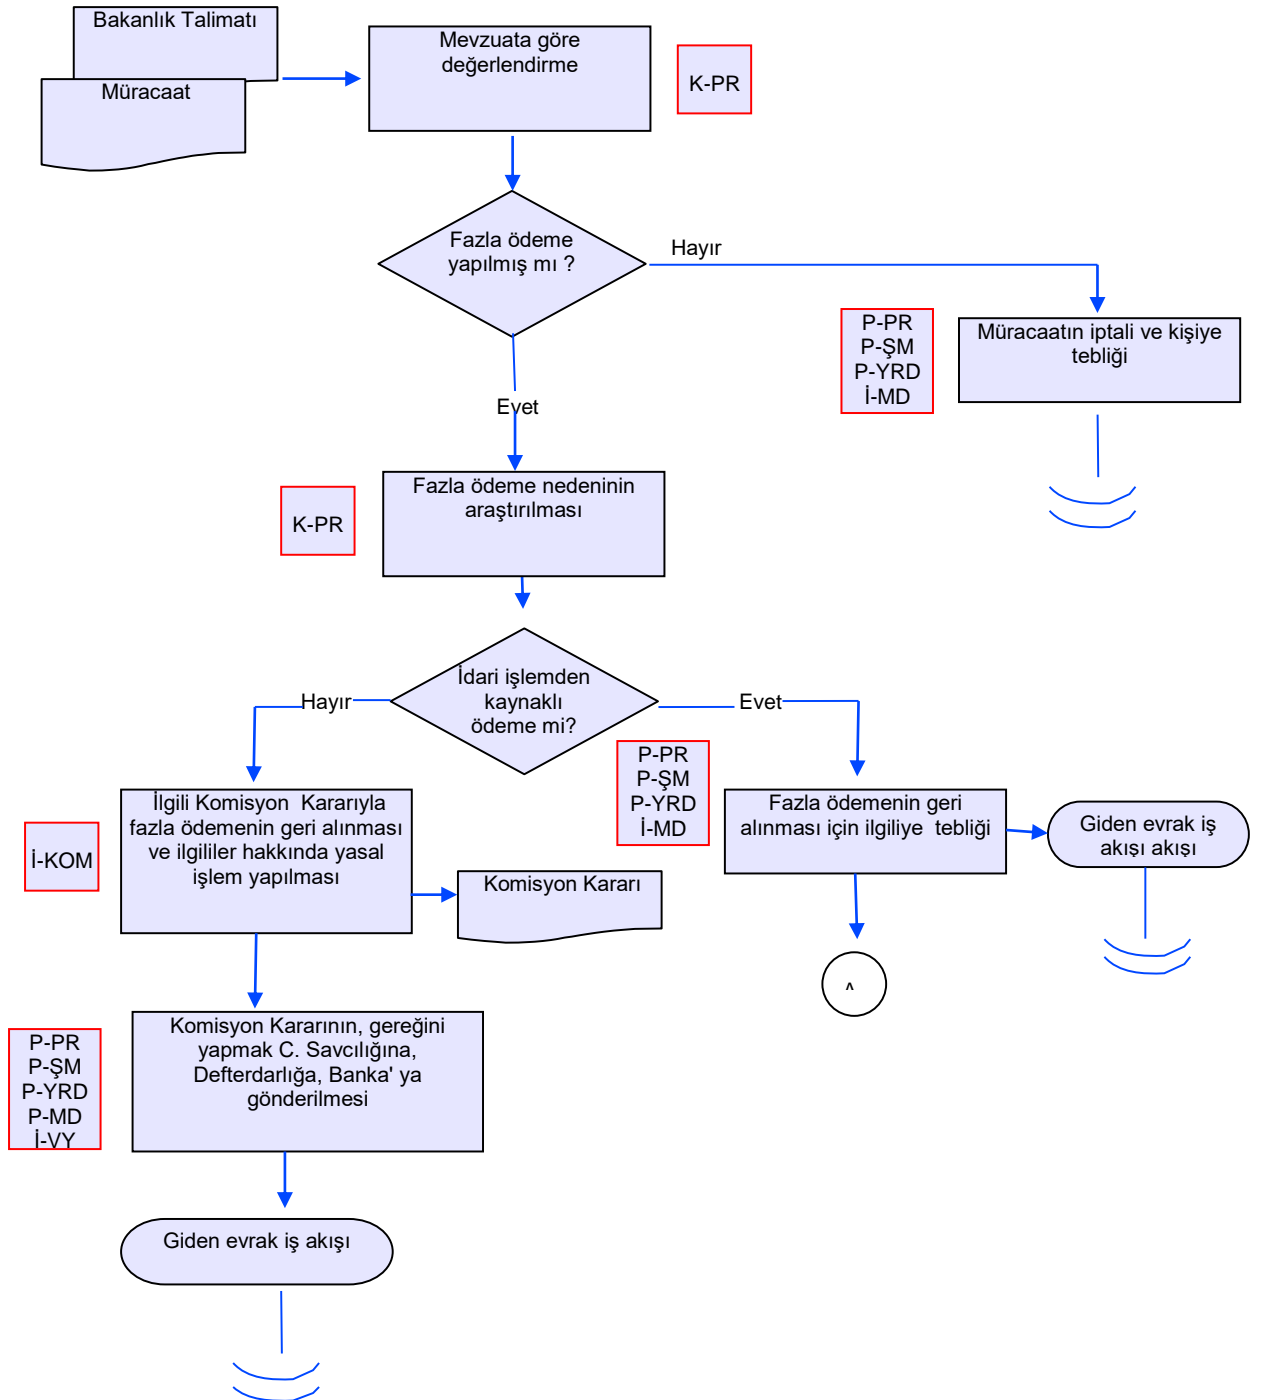 Bakanlık Talimatı
Müracaat
Mevzuata göre
değerlendirme
K-PR
Fazla ödeme
yapılmış mı ?
Hayır
P-PR
P-ŞM
P-YRD
İ-MD
Müracaatın iptali ve kişiye
tebliği
Evet
K-PR
Fazla ödeme nedeninin
araştırılması
İdari işlemden
kaynaklı
ödeme mi?
Hayır
Evet
P-PR
P-ŞM
P-YRD
İ-MD
İ-KOM
İlgili Komisyon Kararıyla
fazla ödemenin geri alınması
ve ilgililer hakkında yasal
işlem yapılması
Komisyon Kararı
Fazla ödemenin geri
alınması için ilgiliye tebliği
Giden evrak iş
akışı akışı
^
P-PR
P-ŞM
P-YRD
P-MD
İ-VY
Komisyon Kararının, gereğini
yapmak C. Savcılığına,
Defterdarlığa, Banka' ya
gönderilmesi
Giden evrak iş akışı